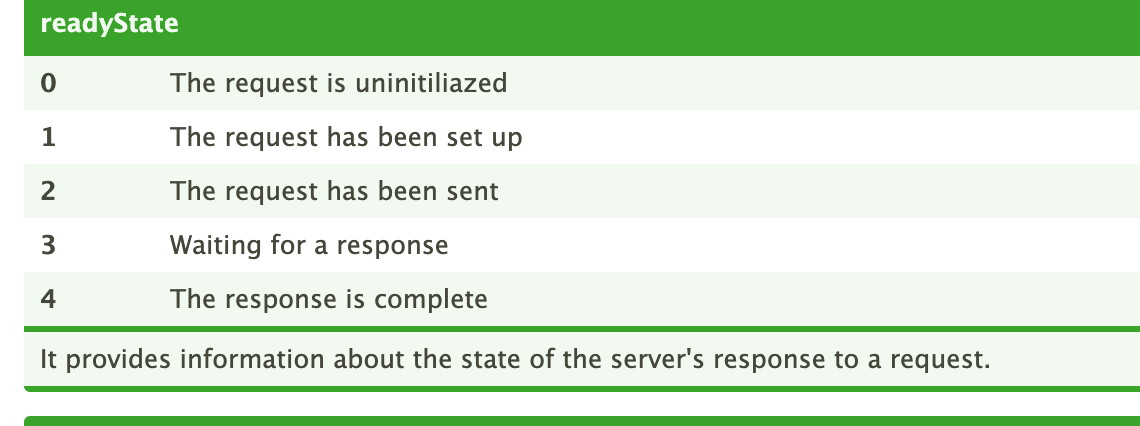 readyState
0 The request is uninitiliazed
1 The request has been set up
2 The request has been sent
3 Waiting for a response
4 The response is complete
It provides information about the state of the server's response to a request.